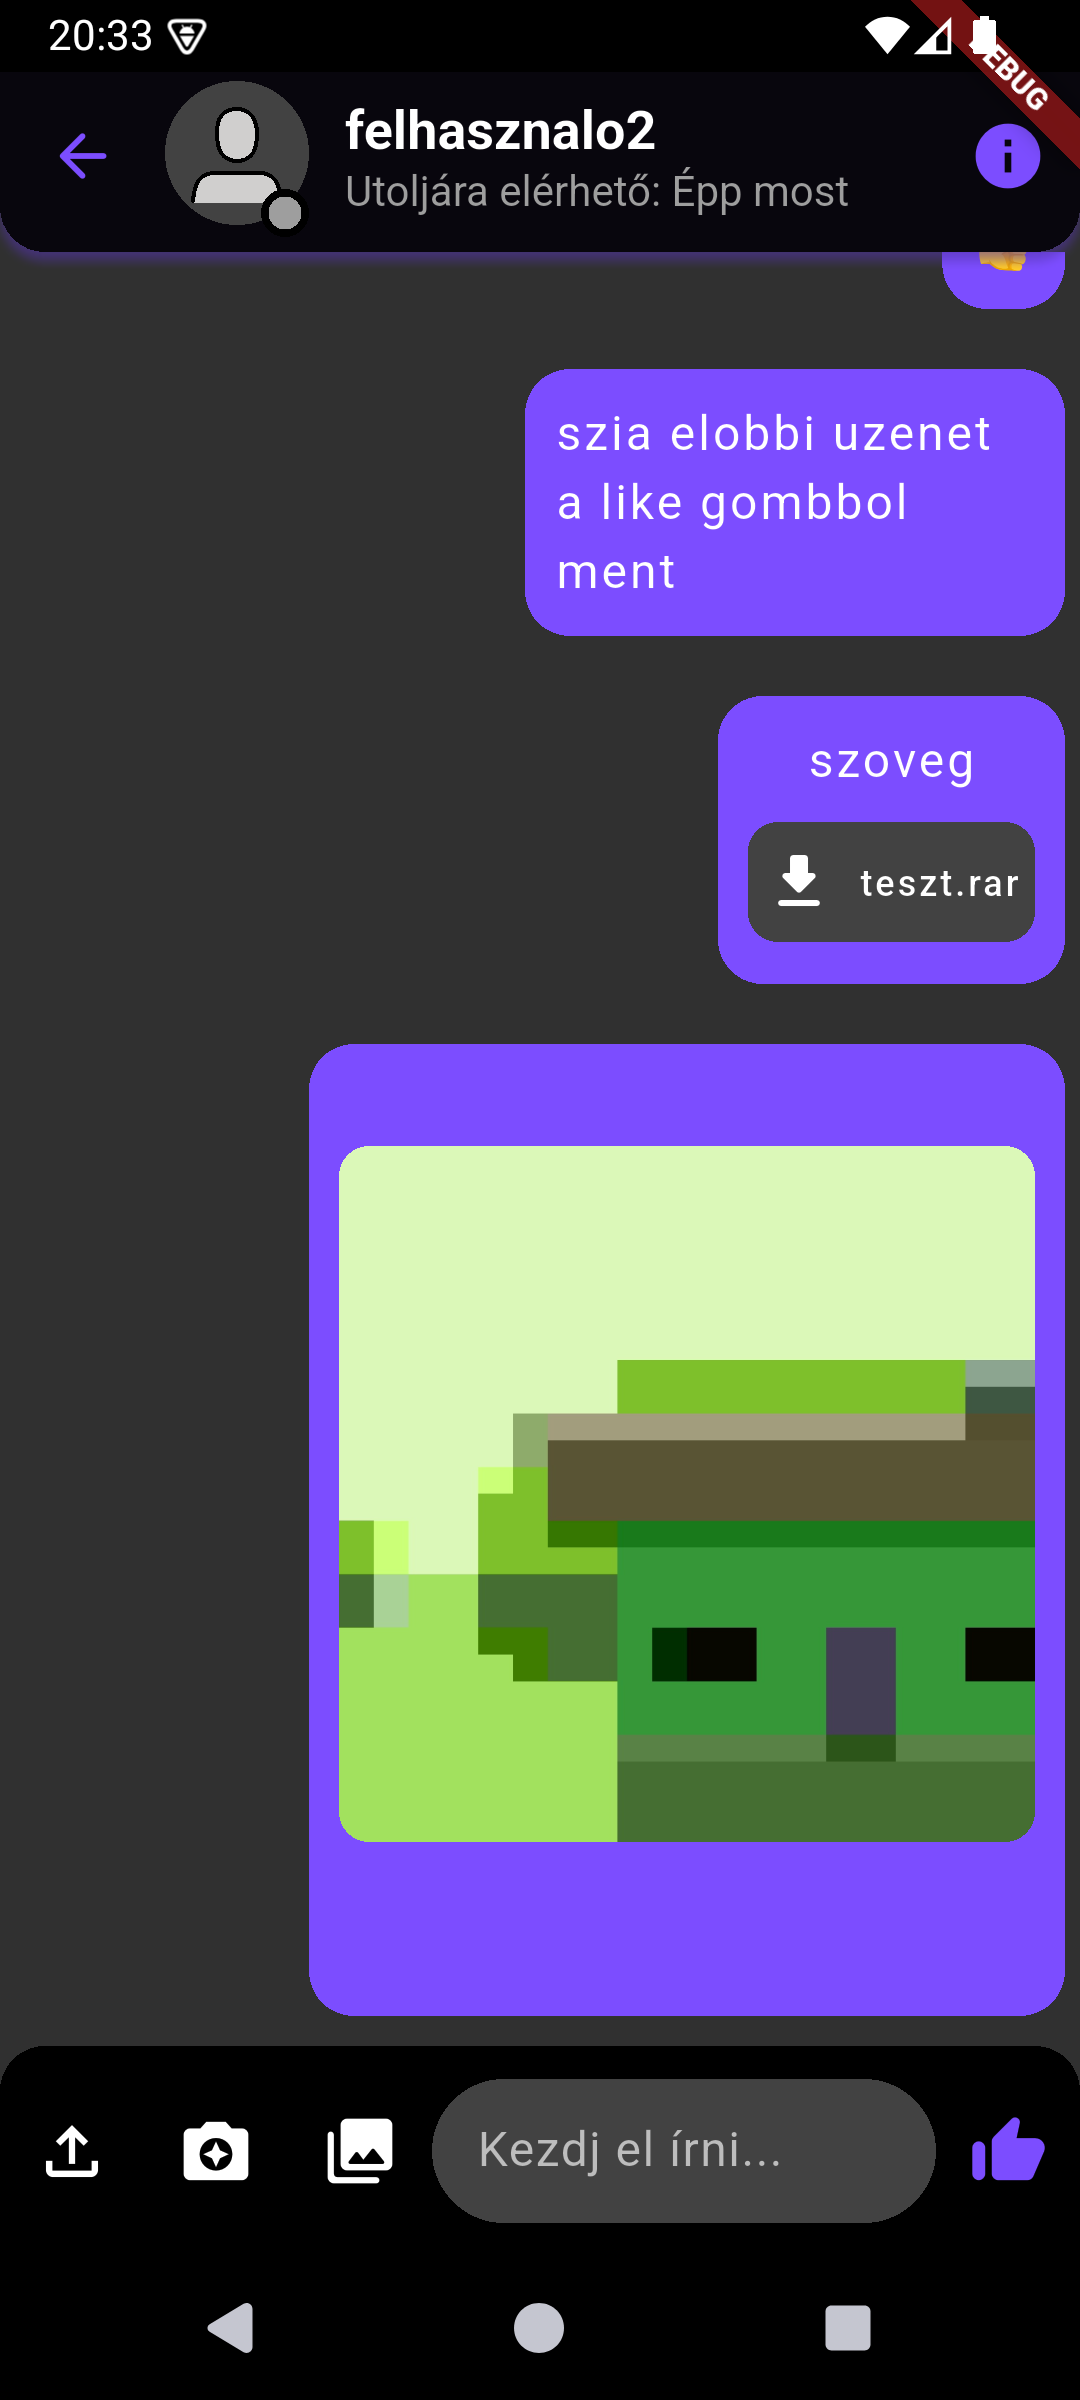 20:33
EBUG
felhasznalo2
Utoljára elérhető: Épp most
szia elobbi uzenet
a like gombbol
ment
szoveg
teszt.rar
Kezdj el írni...